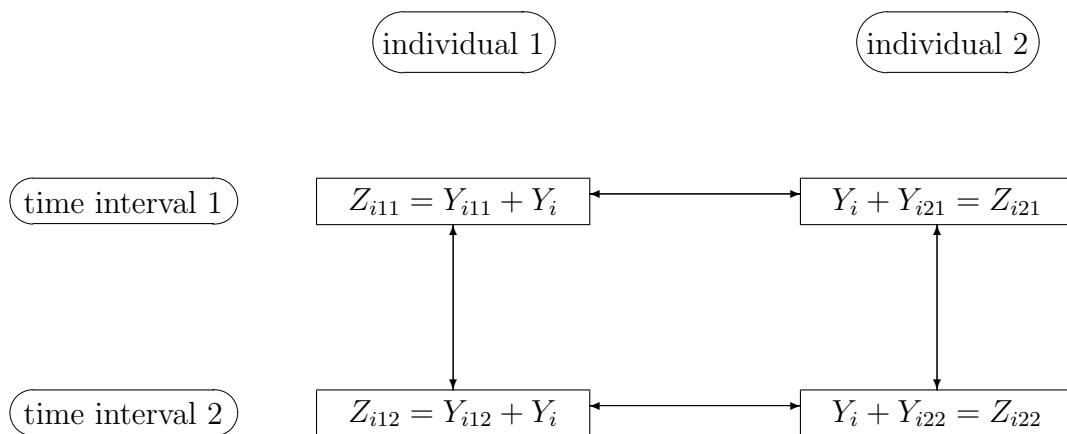 individual 1 individual 2
time interval 1 Z_{i11} = Y_{i11} + Y_i Y_i + Y_{i21} = Z_{i21}
time interval 2 Z_{i12} = Y_{i12} + Y_i Y_i + Y_{i22} = Z_{i22}